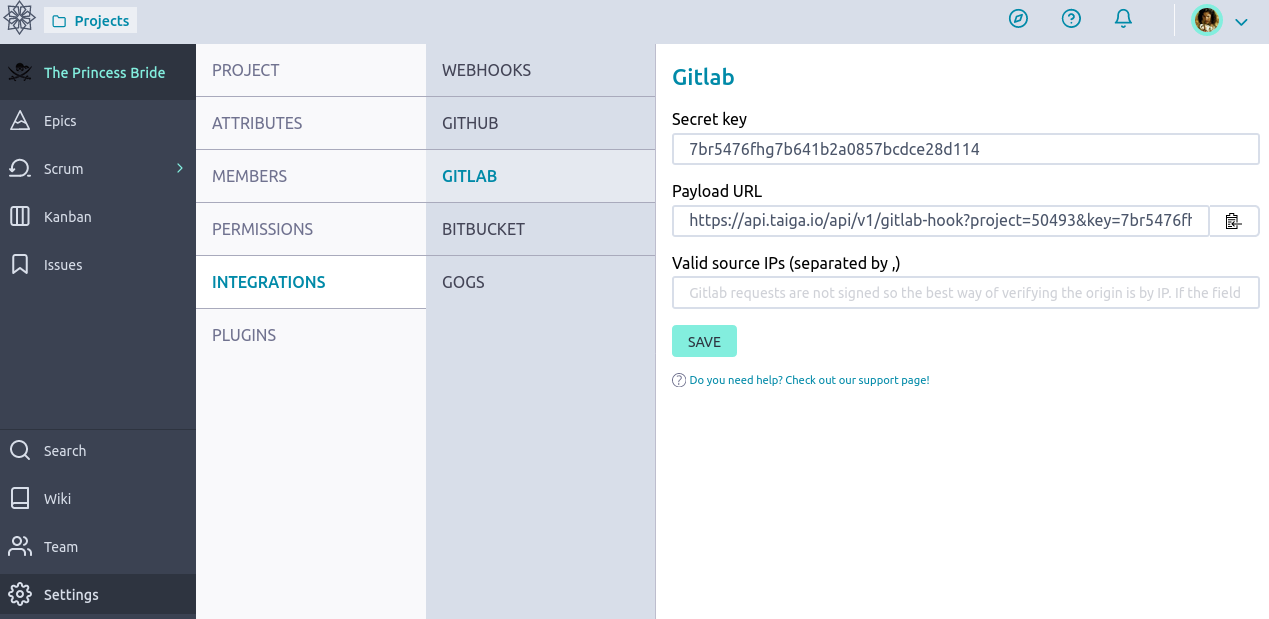 Projects
The Princess Bride
Epics
Scrum
Kanban
Issues
Search
Wiki
Team
Settings
PROJECT
ATTRIBUTES
MEMBERS
PERMISSIONS
INTEGRATIONS
PLUGINS
WEBHOOKS
GITHUB
GITLAB
BITBUCKET
GOGS
Gitlab
Secret key
7br5476fhg7b641b2a0857bcdce28d114
Payload URL
https://api.taiga.io/api/v1/gitlab-hook?project=50493&key=7br5476fh
Valid source IPs (separated by ,)
Gitlab requests are not signed so the best way of verifying the origin is by IP. If the field
SAVE
Do you need help? Check out our support page!